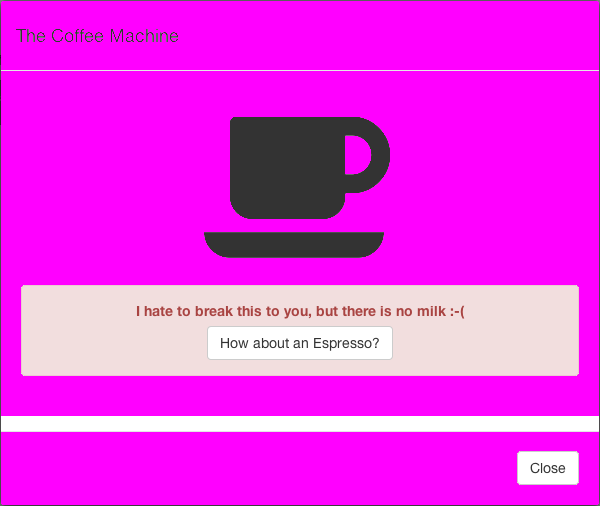 The Coffee Machine
I hate to break this to you, but there is no milk :-(
How about an Espresso?
Close